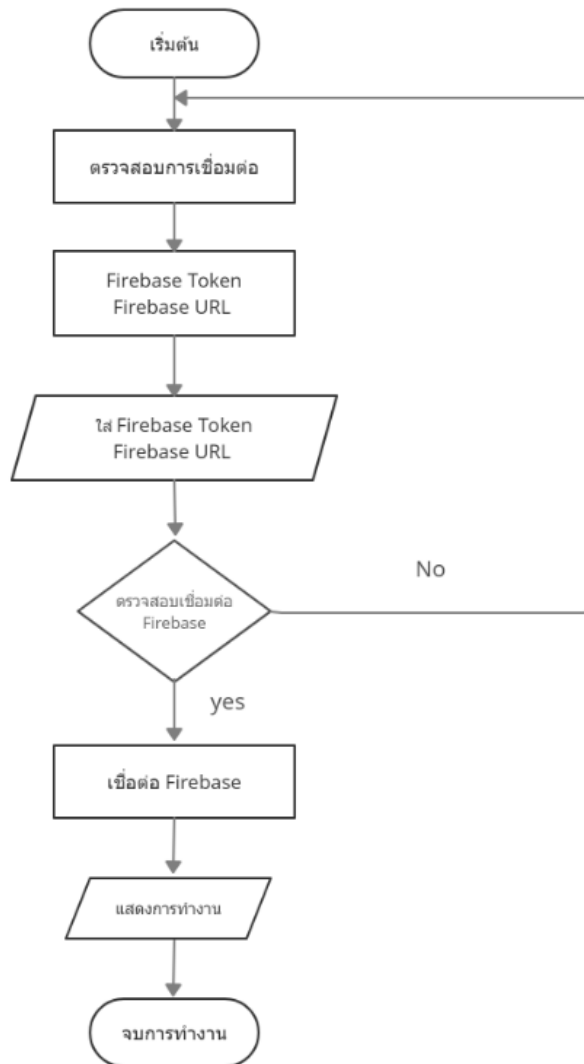 เริ่มต้น
ตรวจสอบการเชื่อมต่อ
Firebase Token
Firebase URL
ใส่ Firebase Token
Firebase URL
ตรวจสอบเชื่อมต่อ
Firebase
No
yes
เชื่อต่อ Firebase
แสดงการทำงาน
จบการทำงาน